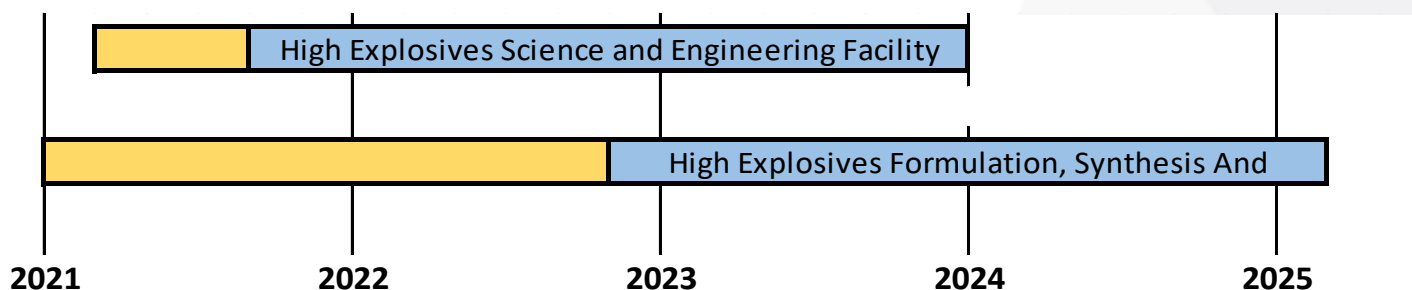 High Explosives Science and Engineering Facility
High Explosives Formulation, Synthesis And
2021 2022 2023 2024 2025